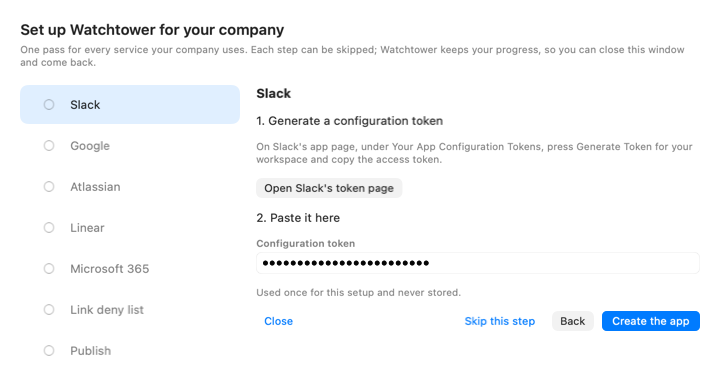 Set up Watchtower for your company
One pass for every service your company uses. Each step can be skipped; Watchtower keeps your progress, so you can close this window
and come back.
Slack
Google
Atlassian
Linear
Microsoft 365
Link deny list
Publish
Slack
1. Generate a configuration token
On Slack's app page, under Your App Configuration Tokens, press Generate Token for your
workspace and copy the access token.
Open Slack's token page
2. Paste it here
Configuration token
••••••••••••••••••••••••
Used once for this setup and never stored.
Close
Skip this step
Back
Create the app